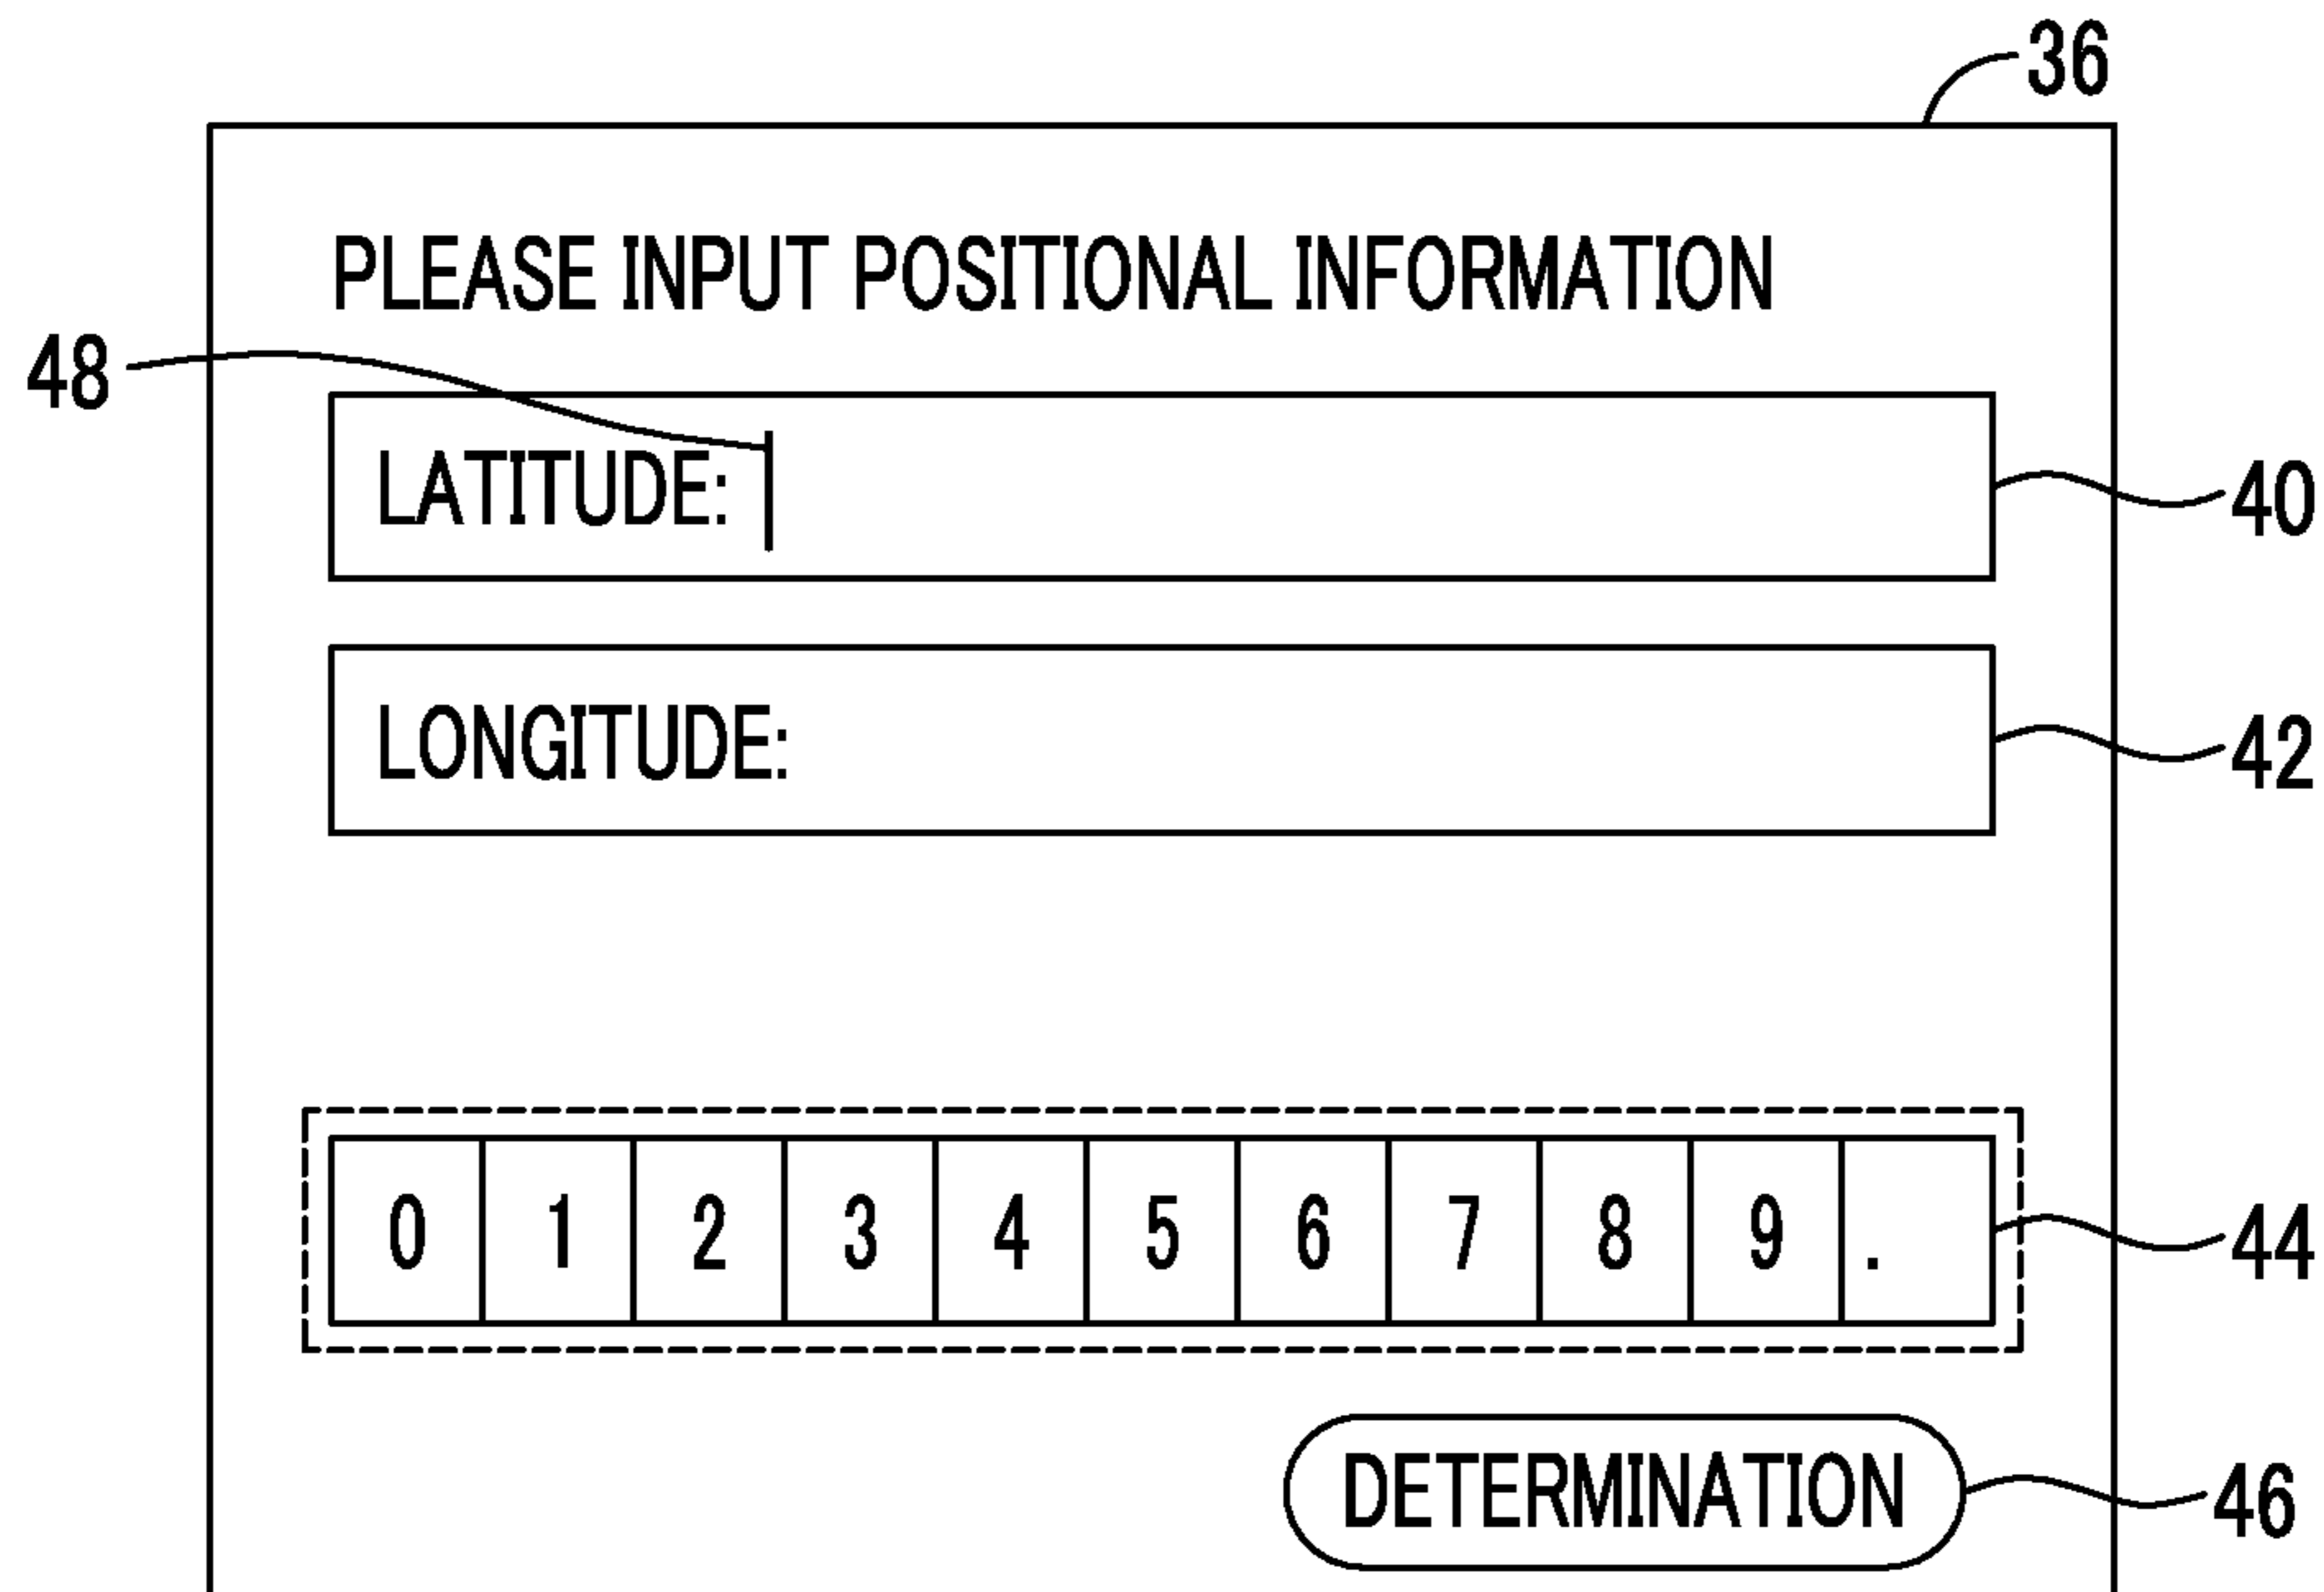 36
PLEASE INPUT POSITIONAL INFORMATION
48
LATITUDE:
40
LONGITUDE:
42
0 1 2 3 4 5 6 7 8 9 .
44
DETERMINATION
46